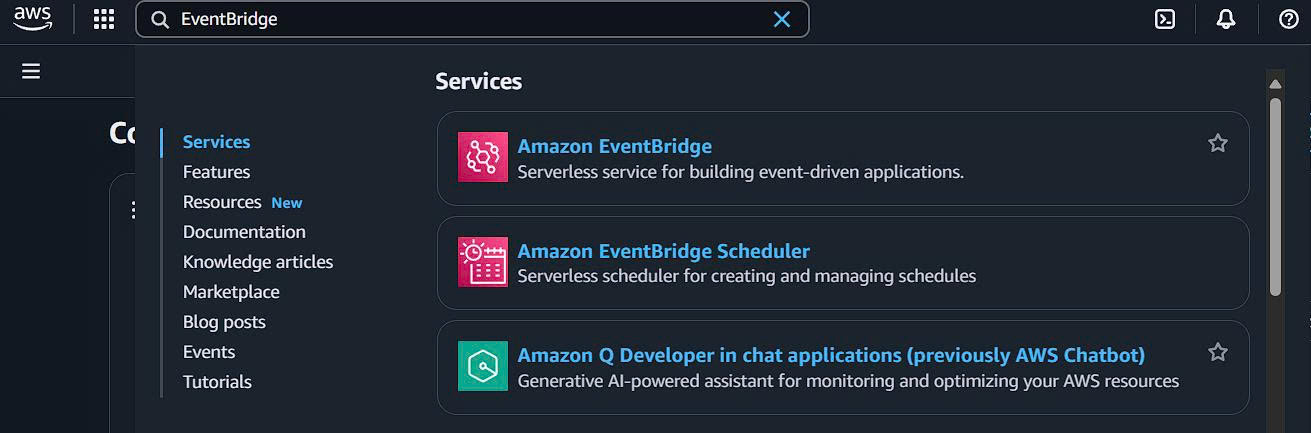 aws
EventBridge
Services
Services
Features
Resources New
Documentation
Knowledge articles
Marketplace
Blog posts
Events
Tutorials
Amazon EventBridge
Serverless service for building event-driven applications.
Amazon EventBridge Scheduler
Serverless scheduler for creating and managing schedules
Amazon Q Developer in chat applications (previously AWS Chatbot)
Generative AI-powered assistant for monitoring and optimizing your AWS resources